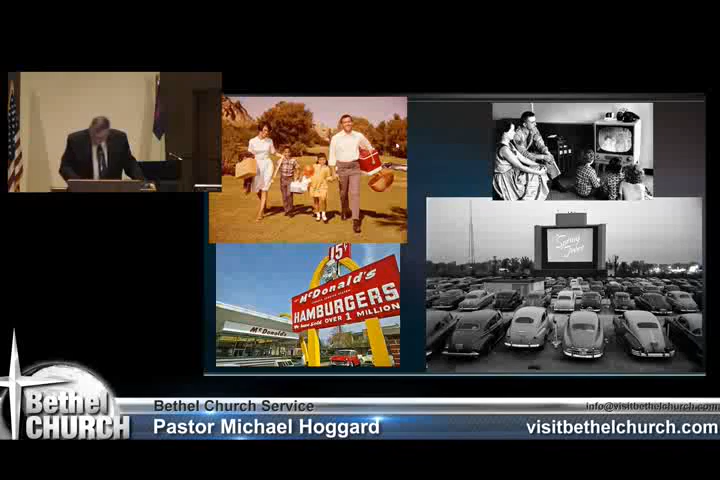 15¢
McDonald's
HAMBURGERS
We have Sold OVER 1 MILLION
McDonald's
Bethel
CHURCH
Bethel Church Service
Pastor Michael Hoggard
info@visitbethelchurch.com
visitbethelchurch.com